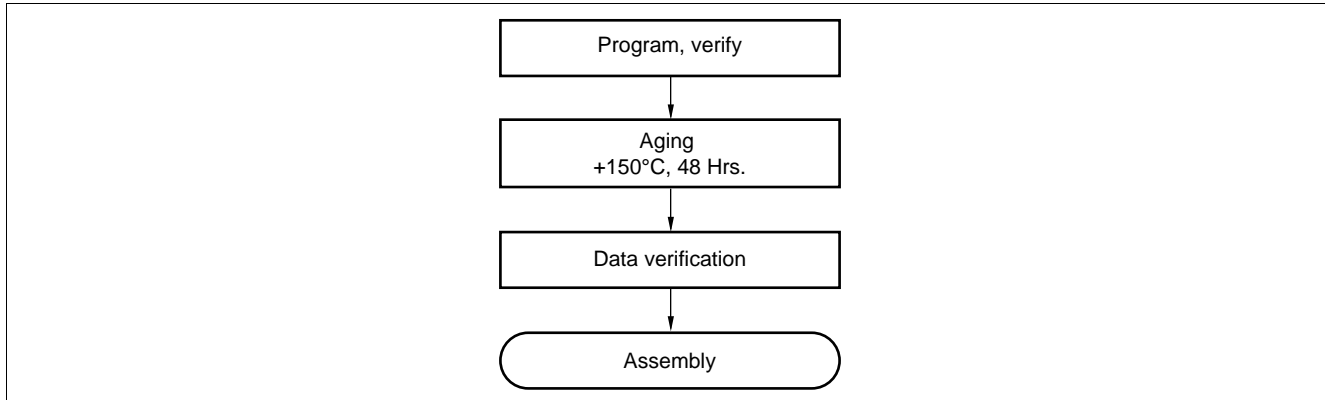 Program, verify
Aging
+150°C, 48 Hrs.
Data verification
Assembly